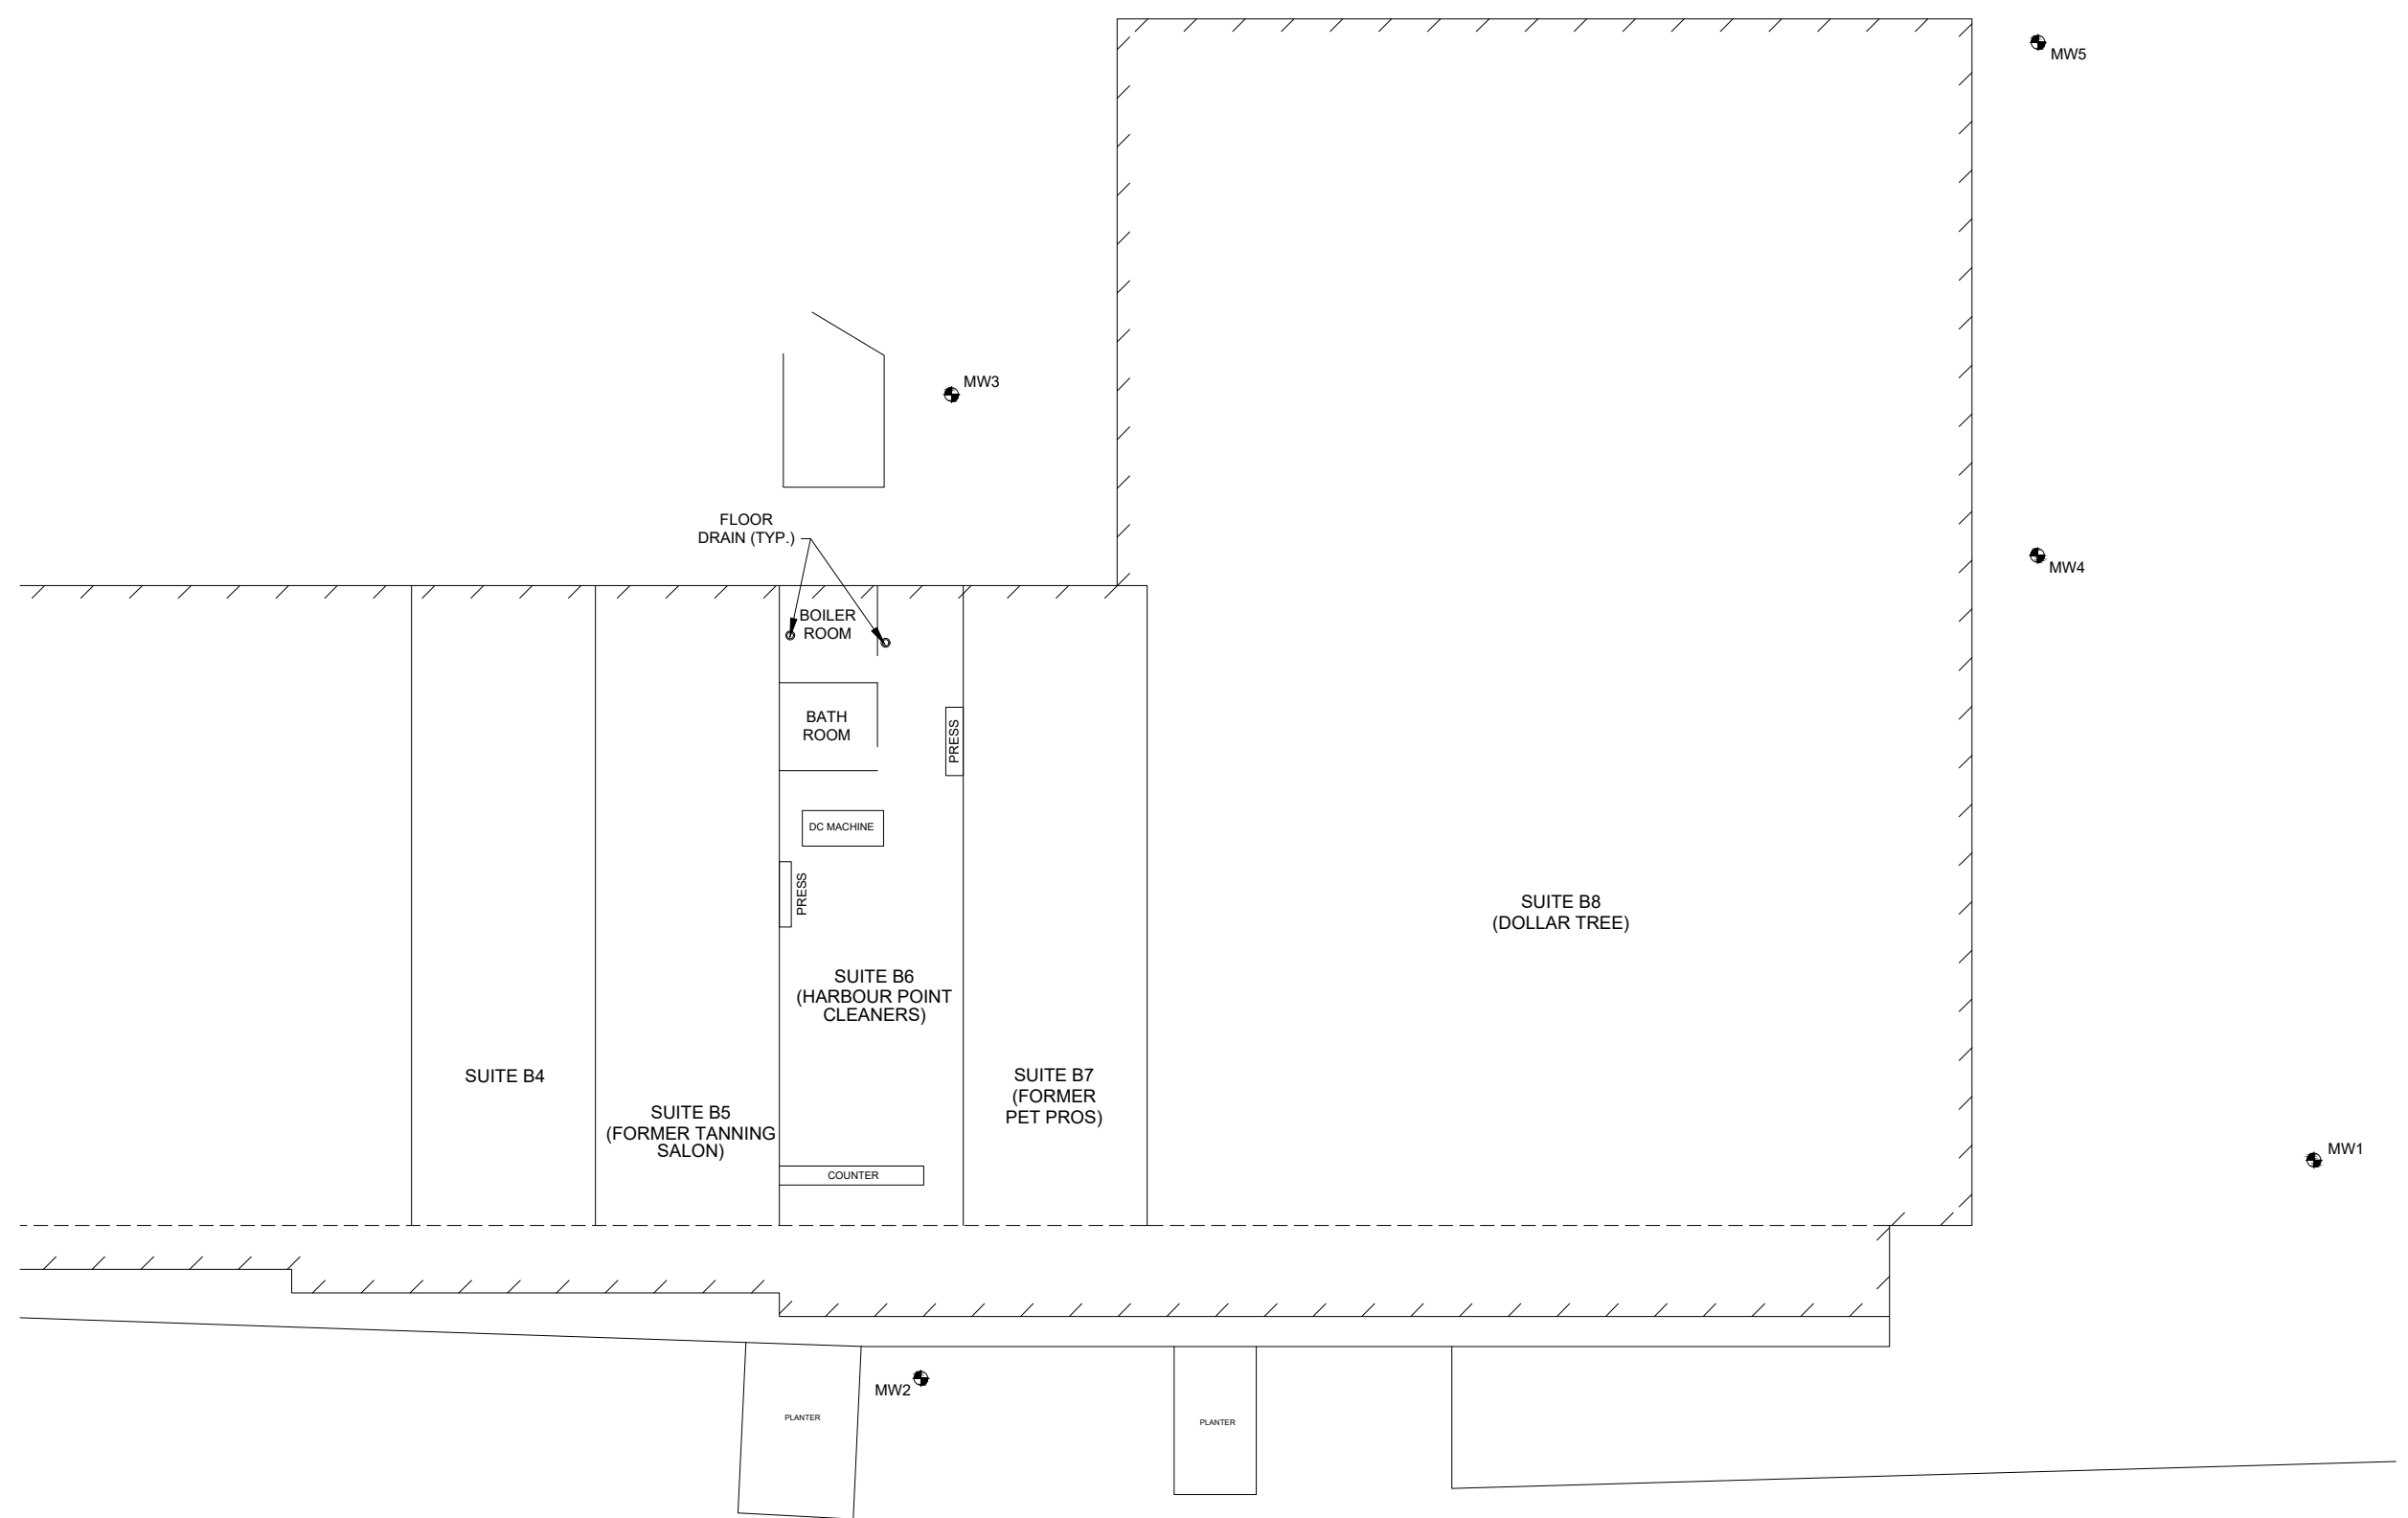 MW5
MW3
FLOOR
DRAIN (TYP.)
MW4
BOILER
ROOM
BATH
ROOM
PRESS
DC MACHINE
PRESS
SUITE B8
(DOLLAR TREE)
SUITE B6
(HARBOUR POINT
CLEANERS)
SUITE B4
SUITE B7
(FORMER
PET PROS)
SUITE B5
(FORMER TANNING
SALON)
MW1
COUNTER
MW2
PLANTER
PLANTER